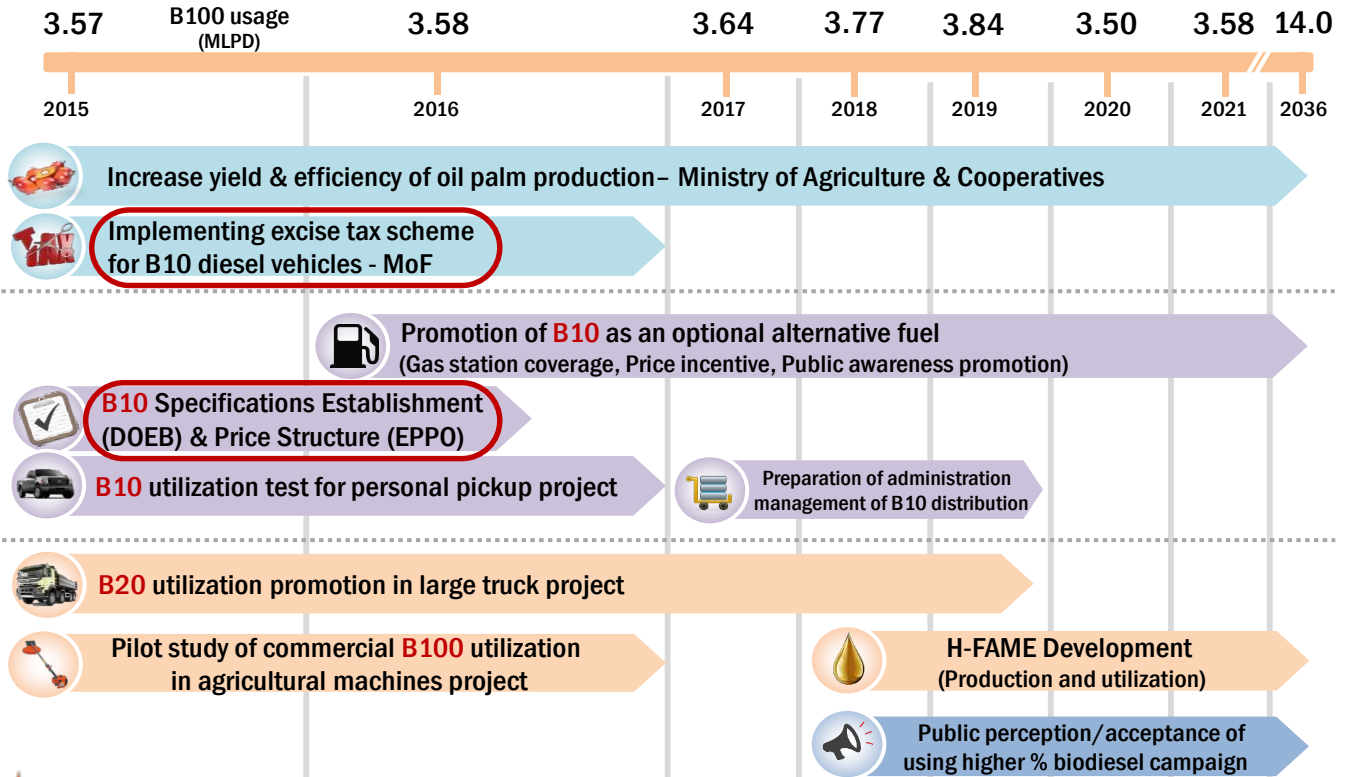 3.57
B100 usage
(MLPD)
3.58
3.64
3.77
3.84
3.50
3.58
14.0
2015
2016
2017
2018
2019
2020
2021
2036
Increase yield & efficiency of oil palm production– Ministry of Agriculture & Cooperatives
TAX
Implementing excise tax scheme
for B10 diesel vehicles - MoF
Promotion of B10 as an optional alternative fuel
(Gas station coverage, Price incentive, Public awareness promotion)
B10 Specifications Establishment
(DOEB) & Price Structure (EPPO)
B10 utilization test for personal pickup project
Preparation of administration
management of B10 distribution
B20 utilization promotion in large truck project
Pilot study of commercial B100 utilization
in agricultural machines project
H-FAME Development
(Production and utilization)
Public perception/acceptance of
using higher % biodiesel campaign